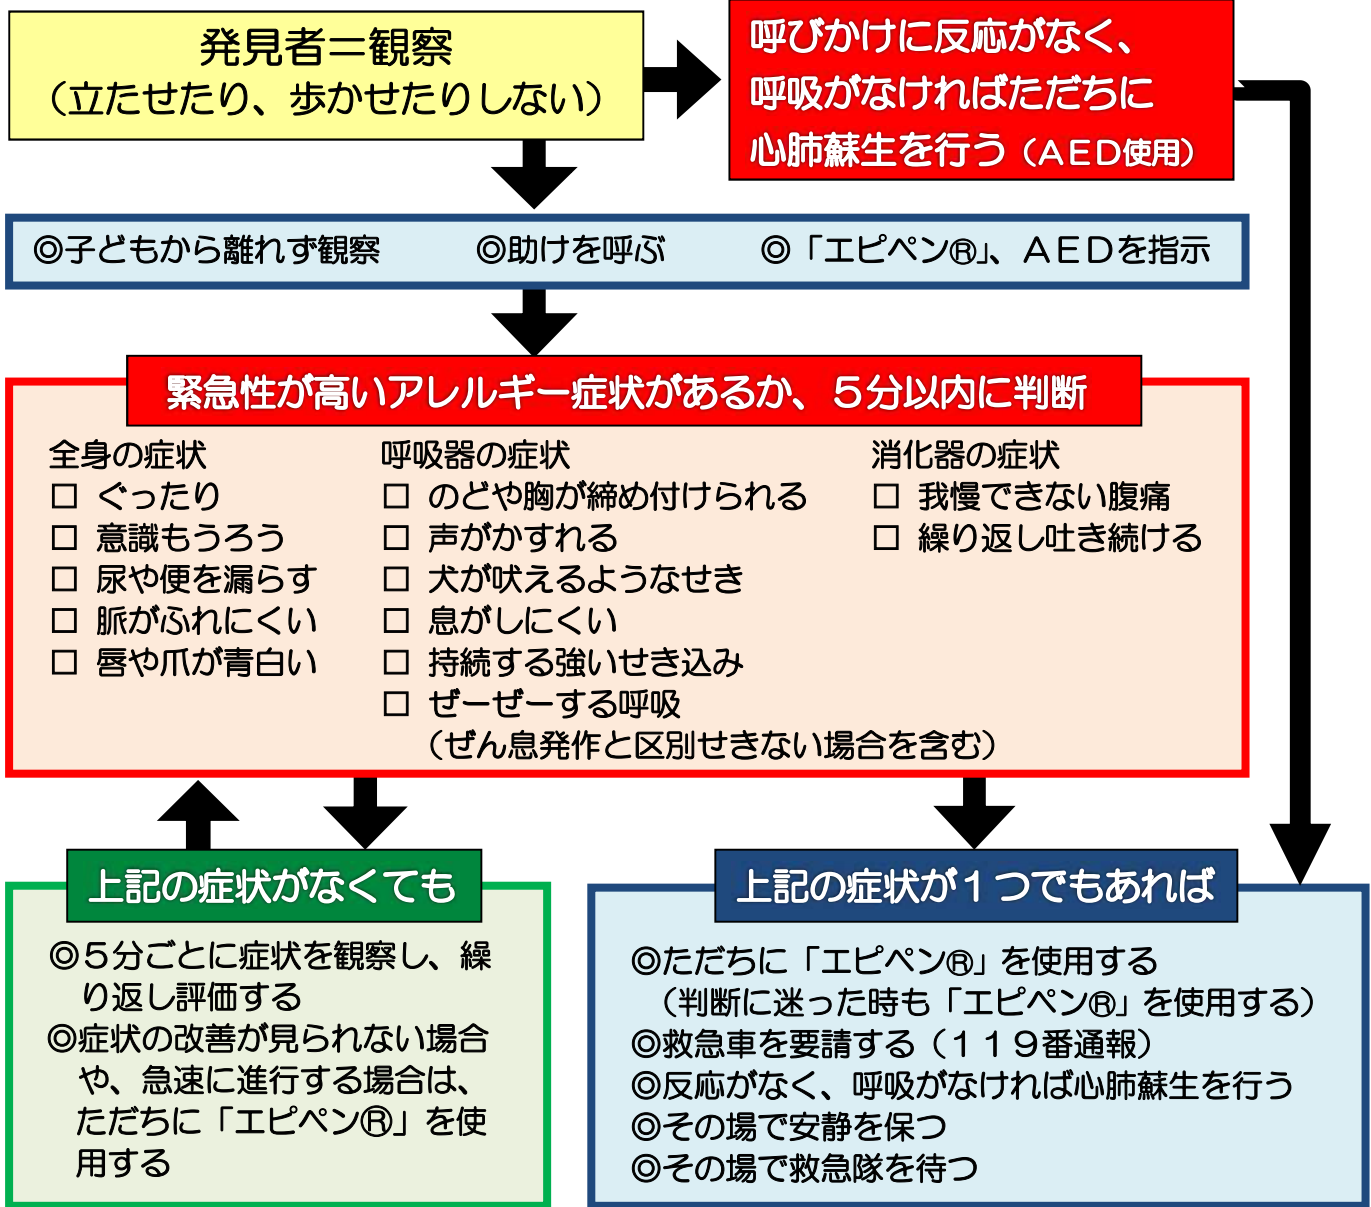 発見者＝観察
（立たせたり、歩かせたりしない）
呼びかけに反応がなく、
呼吸がなければただちに
心肺蘇生を行う（ＡＥＤ使用）
◎子どもから離れず観察　◎助けを呼ぶ　◎「エピペン®」、ＡＥＤを指示
緊急性が高いアレルギー症状があるか、５分以内に判断
全身の症状
□ ぐったり
□ 意識もうろう
□ 尿や便を漏らす
□ 脈がふれにくい
□ 唇や爪が青白い
呼吸器の症状
□ のどや胸が締め付けられる
□ 声がかすれる
□ 犬が吠えるようなせき
□ 息がしにくい
□ 持続する強いせき込み
□ ぜーぜーする呼吸
（ぜん息発作と区別せきない場合を含む）
消化器の症状
□ 我慢できない腹痛
□ 繰り返し吐き続ける
上記の症状がなくても
◎５分ごとに症状を観察し、繰
り返し評価する
◎症状の改善が見られない場合
や、急速に進行する場合は、
ただちに「エピペン®」を使
用する
上記の症状が１つでもあれば
◎ただちに「エピペン®」を使用する
（判断に迷った時も「エピペン®」を使用する）
◎救急車を要請する（１１９番通報）
◎反応がなく、呼吸がなければ心肺蘇生を行う
◎その場で安静を保つ
◎その場で救急隊を待つ